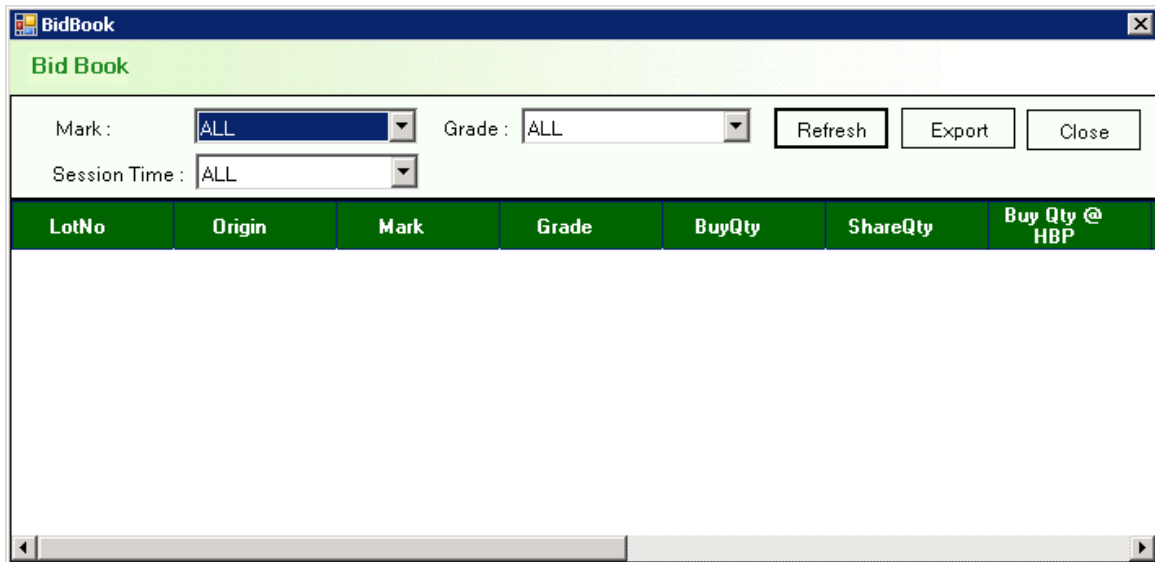 BidBook
Bid Book
Mark : ALL Grade : ALL Refresh Export Close
Session Time : ALL
LotNo Origin Mark Grade BuyQty ShareQty Buy Qty @
HBP